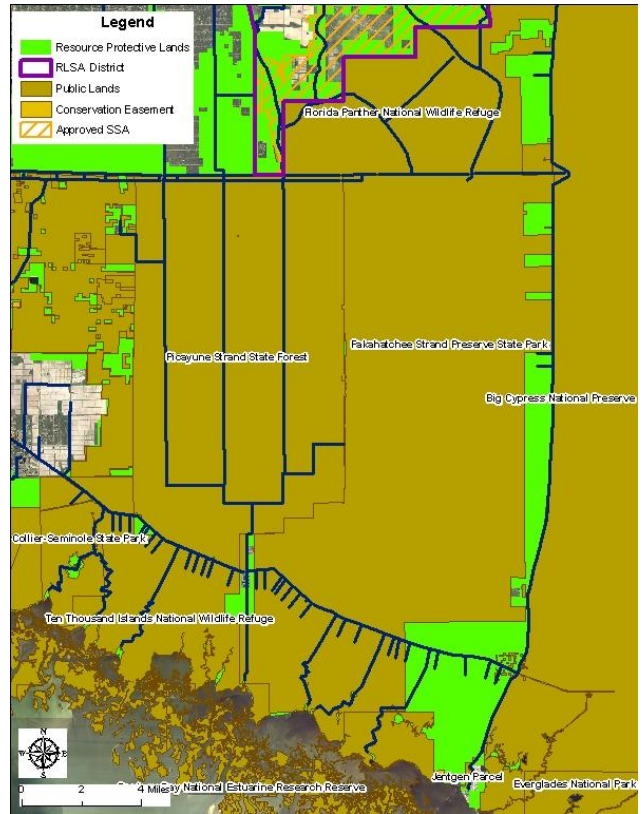 Legend
Resource Protective Lands
RLSA District
Public Lands
Conservation Easement
Approved SSA
Florida Panther National Wildlife Refuge
Picayune Strand State Forest
Fakahatchee Strand Preserve State Park
Big Cypress National Preserve
Collier-Seminole State Park
Ten Thousand Islands National Wildlife Refuge
N
W
E
S
Jentgen Parcel
Bay National Estuarine Research Reserve
Everglades National Park
0 2 4 Miles